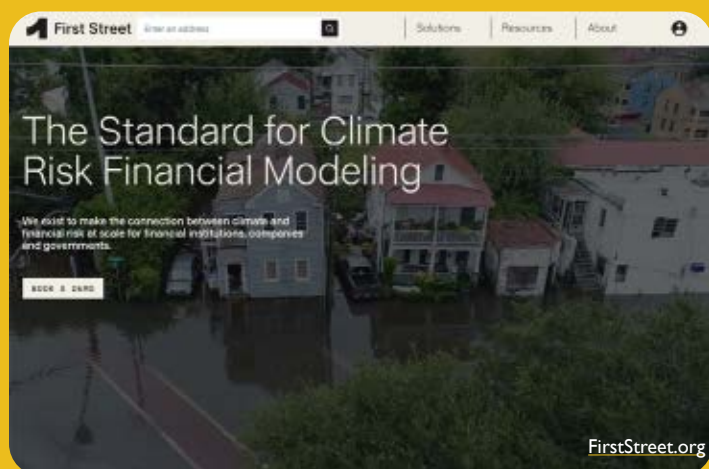 First Street
Enter an address
Solutions
Resources
About
The Standard for Climate
Risk Financial Modeling
We exist to make the connection between climate and
financial risk at scale for financial institutions, companies
and governments.
BOOK A DEMO
FirstStreet.org